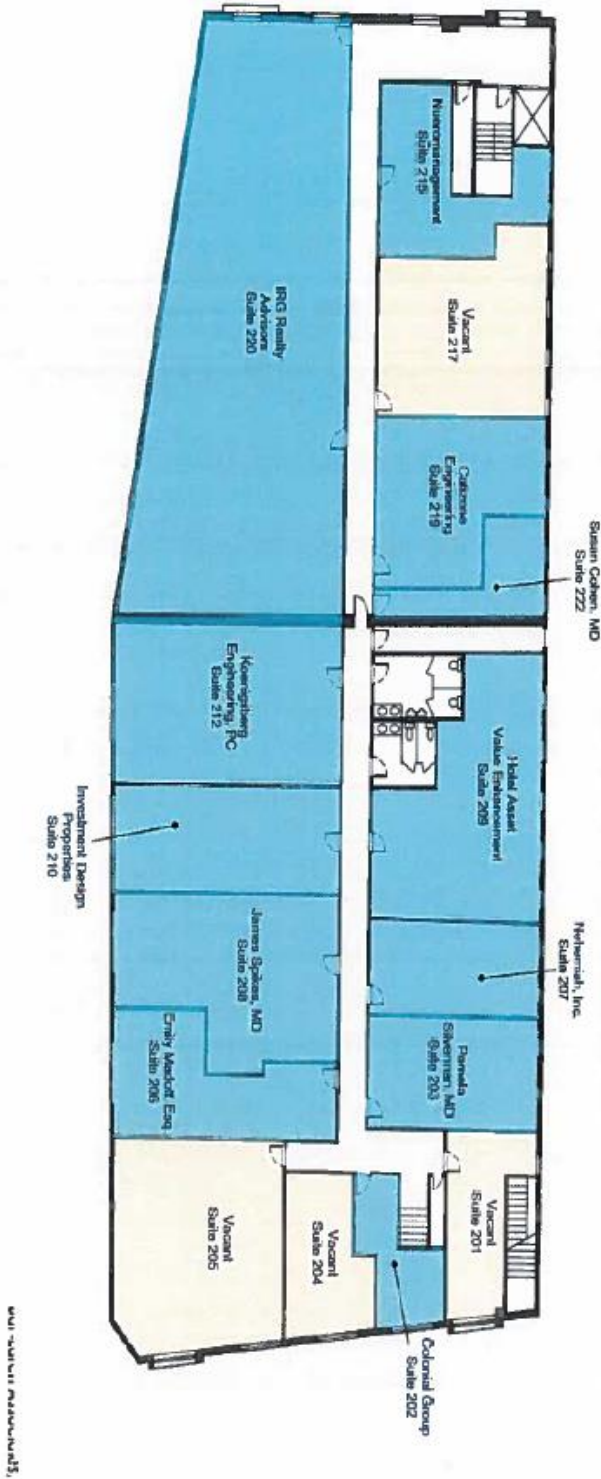 Nueromanagement
Suite 215
Vacant
Suite 217
Catizone
Engineering
Suite 219
Susan Cohen, MD
Suite 222
IRG Realty
Advisors
Suite 220
Hotel Asset
Value Enhancement
Suite 209
Koenigsberg
Engineering, PC
Suite 212
Nehemiah, Inc.
Suite 207
Investment Design
Properties
Suite 210
James Spikes, MD
Suite 208
Pamela
Silverman, MD
Suite 203
Emily Madoff Esq.
Suite 206
Vacant
Suite 201
Vacant
Suite 205
Vacant
Suite 204
Colonial Group
Suite 202